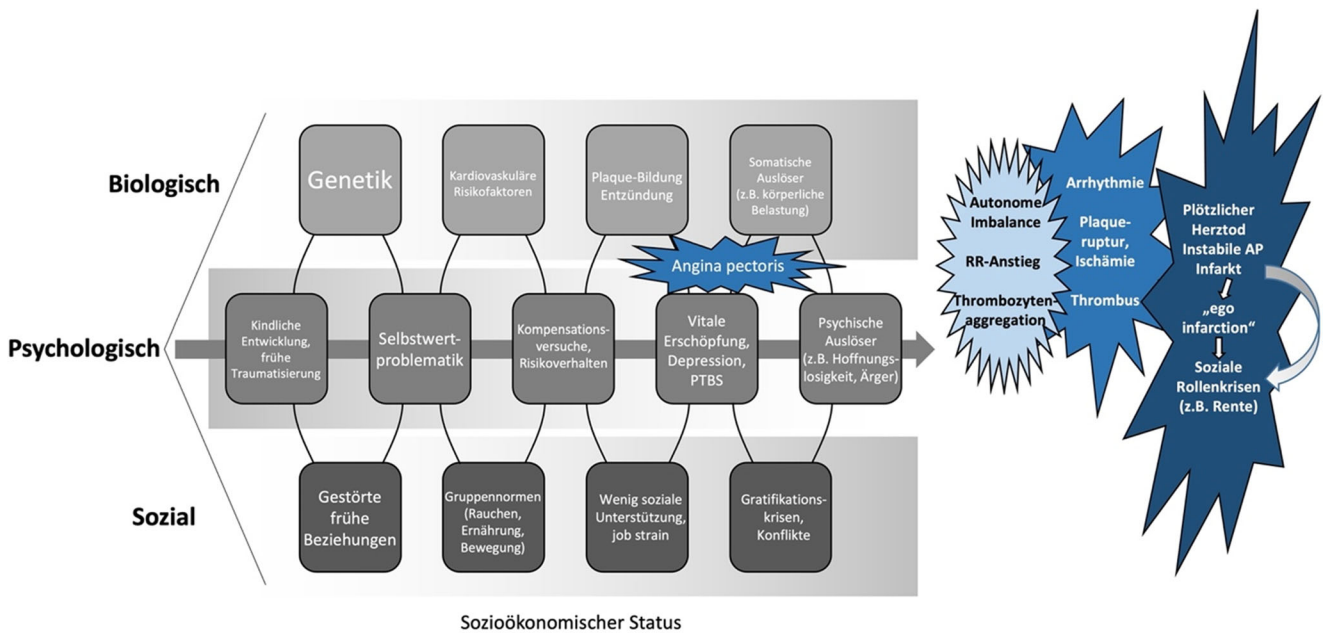 Biologisch
Genetik
Kardiovaskuläre
Risikofaktoren
Plaque-Bildung
Entzündung
Somatische
Auslöser
(z.B. körperliche
Belastung)
Angina pectoris
Psychologisch
Kindliche
Entwicklung,
frühe
Traumatisierung
Selbstwert-
problematik
Kompensations-
versuche,
Risikoverhalten
Vitale
Erschöpfung,
Depression,
PTBS
Psychische
Auslöser
(z.B. Hoffnungs-
losigkeit, Ärger)
Sozial
Gestörte
frühe
Beziehungen
Gruppennormen
(Rauchen,
Ernährung,
Bewegung)
Wenig soziale
Unterstützung,
job strain
Gratifikations-
krisen,
Konflikte
Sozioökonomischer Status
Autonome
Imbalance
RR-Anstieg
Thrombozyten-
aggregation
Arrhythmie
Plaque-
ruptur,
Ischämie
Thrombus
Plötzlicher
Herztod
Instabile AP
Infarkt
„ego
infarction“
Soziale
Rollenkrisen
(z.B. Rente)